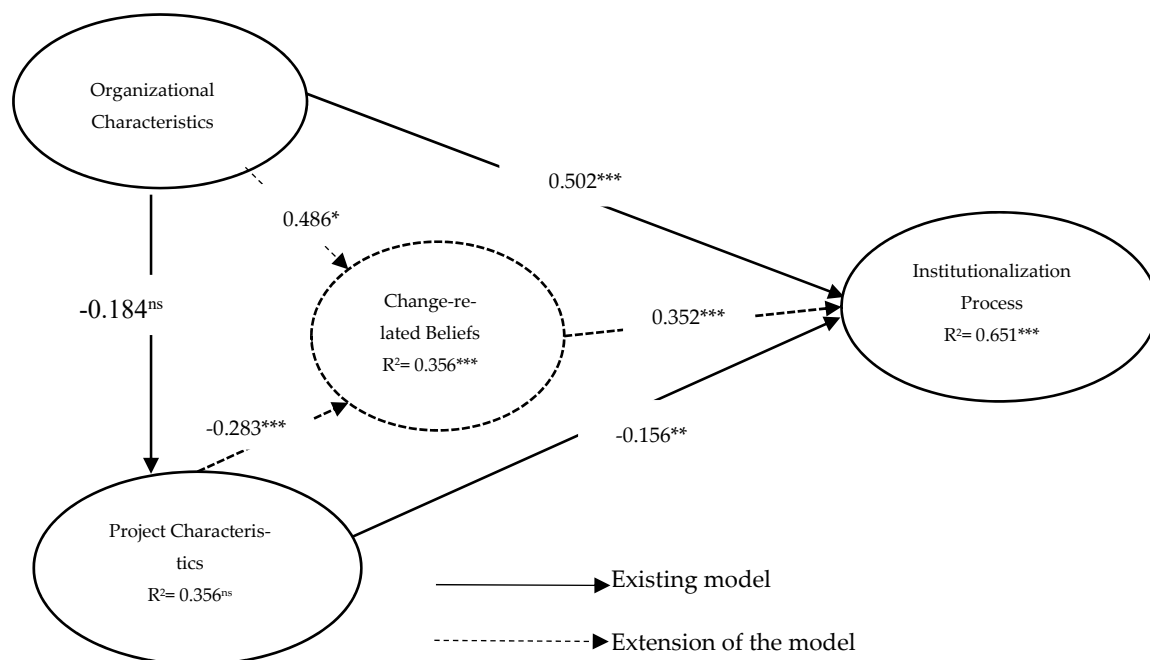 Organizational
Characteristics
0.502***
0.486*
Institutionalization
Process
R²= 0.651***
-0.184ⁿˢ
Change-re-
lated Beliefs
R²= 0.356***
0.352***
-0.283***
-0.156**
Project Characteris-
tics
R²= 0.356ⁿˢ
Existing model
Extension of the model